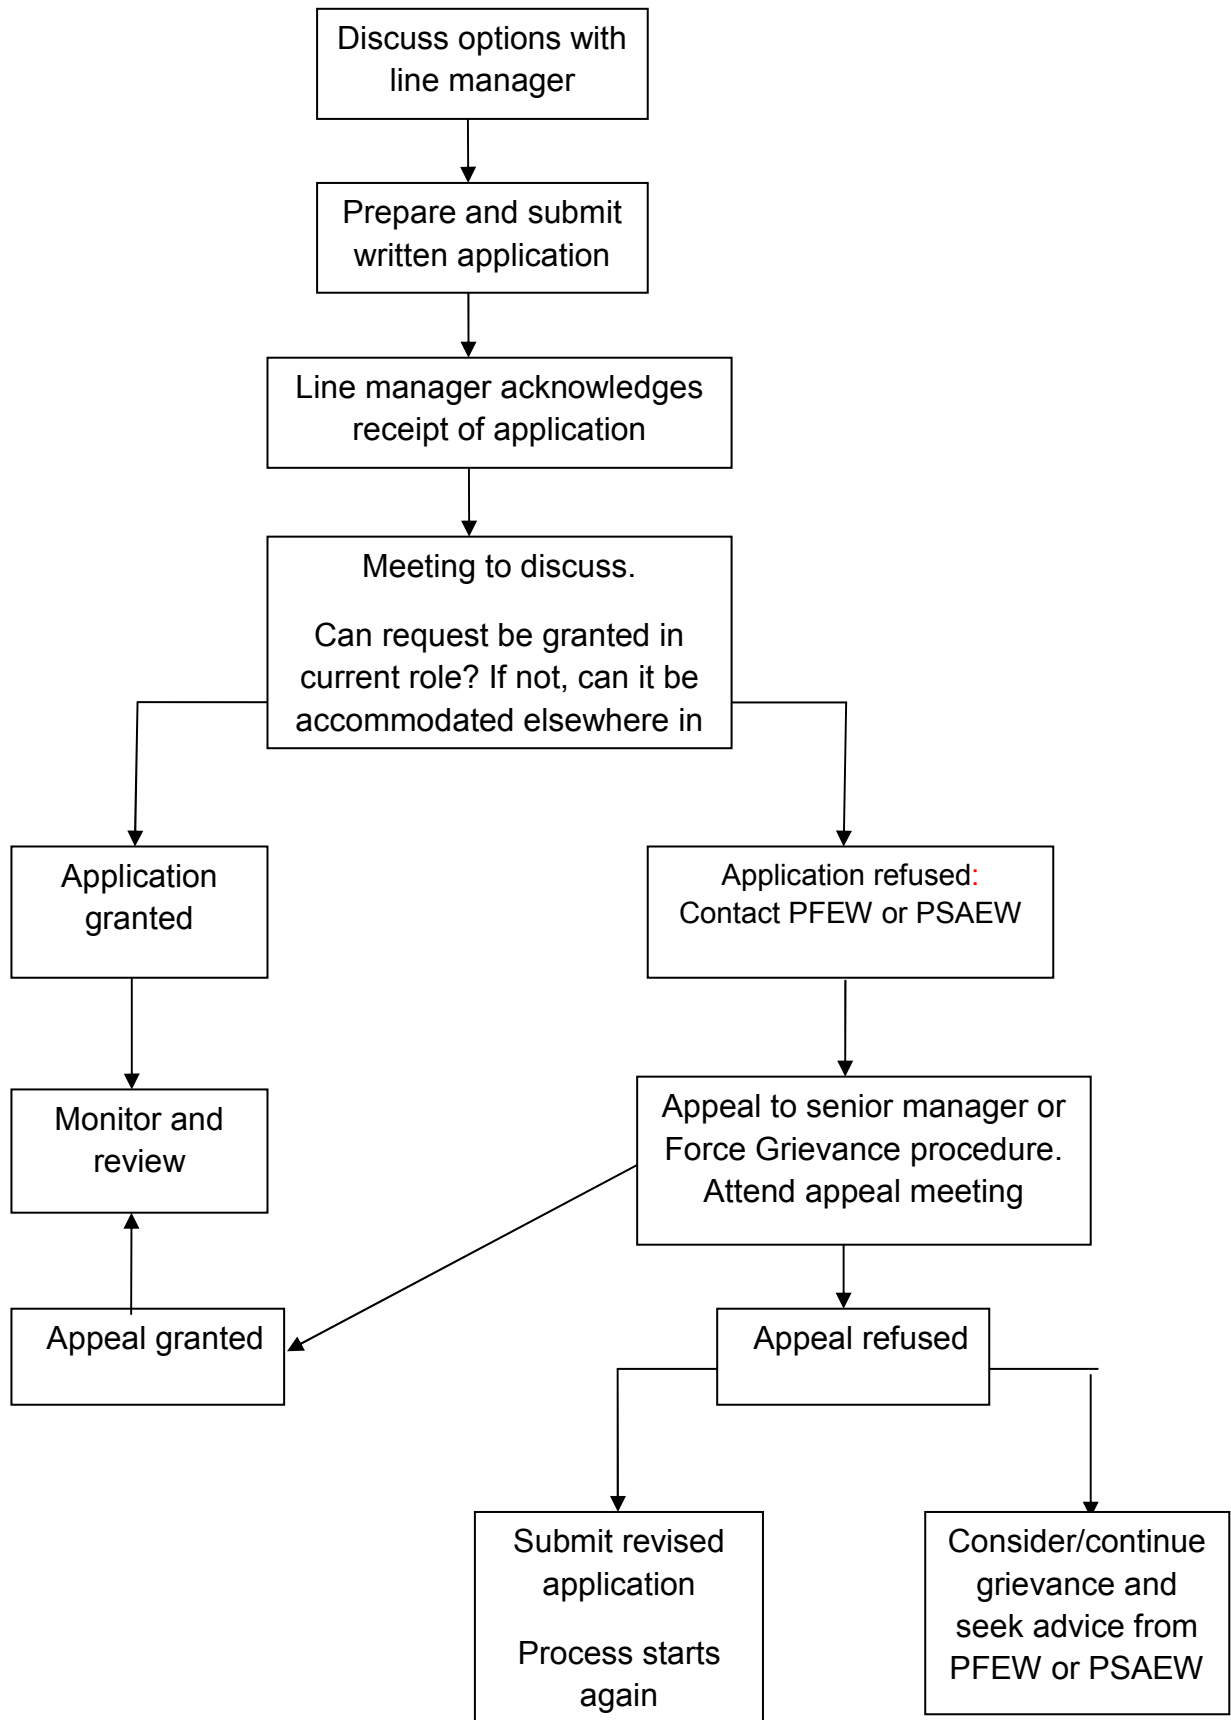 Discuss options with
line manager
Prepare and submit
written application
Line manager acknowledges
receipt of application
Meeting to discuss.
Can request be granted in
current role? If not, can it be
accommodated elsewhere in
Application
granted
Application refused:
Contact PFEW or PSAEW
Monitor and
review
Appeal to senior manager or
Force Grievance procedure.
Attend appeal meeting
Appeal granted
Appeal refused
Submit revised
application
Process starts
again
Consider/continue
grievance and
seek advice from
PFEW or PSAEW